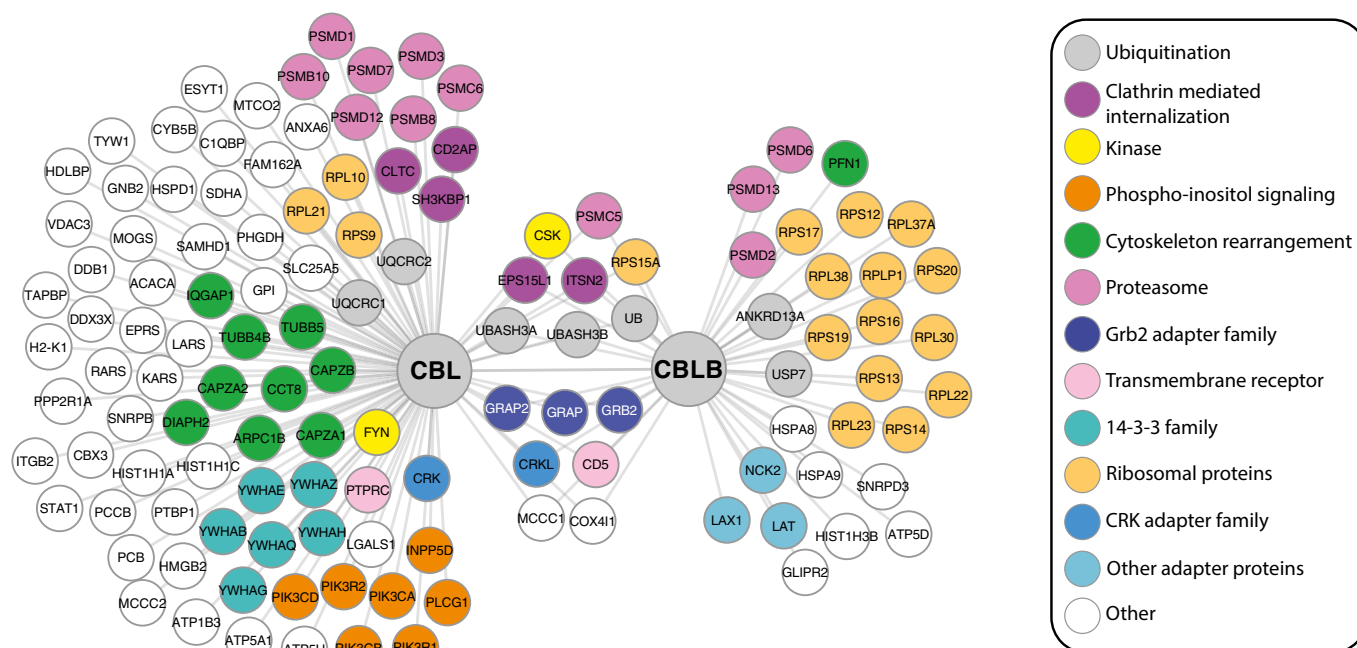 PSMD1
PSMD3
PSMD7
PSMB10
PSMC6
ESYT1
MTCO2
PSMD12
PSMB8
ANXA6
CYB5B
C1QBP
TYW1
CD2AP
FAM162A
CLTC
HDLBP
RPL10
GNB2
HSPD1
SDHA
SH3KBP1
RPL21
VDAC3
MOGS
SAMHD1
PHGDH
RPS9
UQCRC2
SLC25A5
DDB1
ACACA
GPI
TAPBP
IQGAP1
UQCRC1
DDX3X
EPRS
TUBB5
TUBB4B
H2-K1
LARS
RARS
KARS
CAPZB
CBL
CAPZA2
CCT8
PPP2R1A
SNRPB
DIAPH2
ARPC1B
CAPZA1
FYN
ITGB2
CBX3
HIST1H1A
HIST1H1C
YWHAE
YWHAZ
PTPRC
CRK
STAT1
PCCB
PTBP1
YWHAB
YWHAQ
YWHAH
LGALS1
INPP5D
PCB
HMGB2
YWHAG
PIK3CD
PIK3R2
PIK3CA
PLCG1
MCCC2
ATP1B3
ATP5A1
ATP5H
PIK3CB
PIK3R1
PSMC5
CSK
RPS15A
EPS15L1
ITSN2
UB
UBASH3A
UBASH3B
CBLB
GRAP2
GRAP
GRB2
CRKL
CD5
MCCC1
COX4I1
PSMD6
PFN1
PSMD13
RPS12
RPS17
RPL37A
PSMD2
RPL38
RPLP1
RPS20
ANKRD13A
RPS16
RPS19
RPL30
USP7
RPS13
RPL22
HSPA8
RPL23
RPS14
NCK2
HSPA9
SNRPD3
LAX1
LAT
HIST1H3B
ATP5D
GLIPR2
Ubiquitination
Clathrin mediated
internalization
Kinase
Phospho-inositol signaling
Cytoskeleton rearrangement
Proteasome
Grb2 adapter family
Transmembrane receptor
14-3-3 family
Ribosomal proteins
CRK adapter family
Other adapter proteins
Other